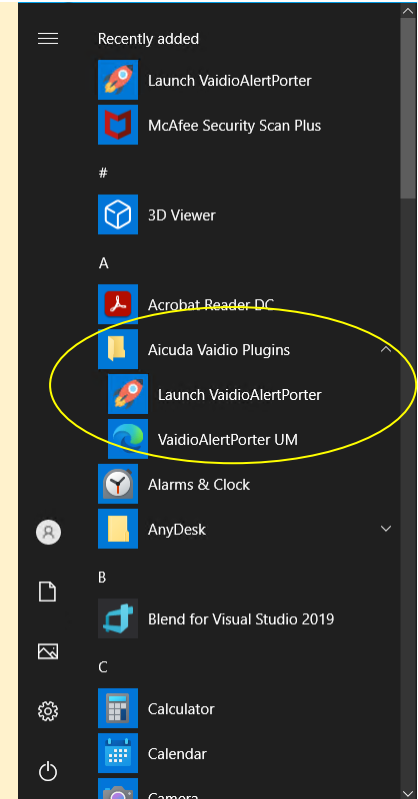 Recently added
Launch VaidioAlertPorter
McAfee Security Scan Plus
#
3D Viewer
A
Acrobat Reader DC
Aicuda Vaidio Plugins
Launch VaidioAlertPorter
VaidioAlertPorter UM
Alarms & Clock
AnyDesk
B
Blend for Visual Studio 2019
C
Calculator
Calendar
Camera